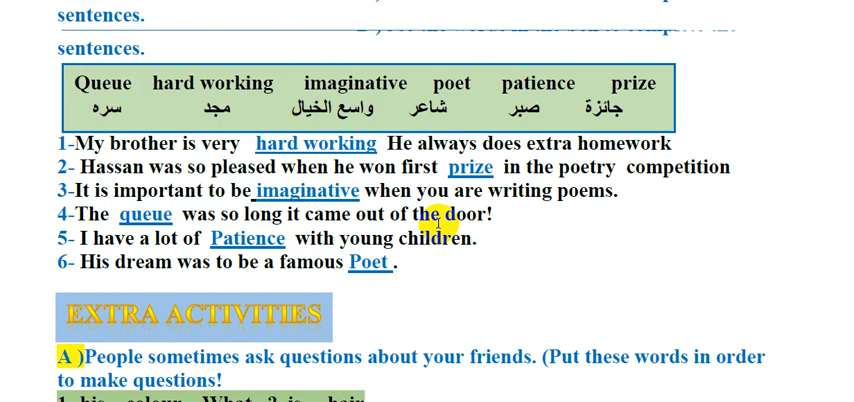 sentences.
sentences.
Queue hard working imaginative poet patience prize
سره مجد واسع الخيال شاعر صبر جائزة
1-My brother is very hard working He always does extra homework
2- Hassan was so pleased when he won first prize in the poetry competition
3-It is important to be imaginative when you are writing poems.
4-The queue was so long it came out of the door!
5- I have a lot of Patience with young children.
6- His dream was to be a famous Poet .
EXTRA ACTIVITIES
A )People sometimes ask questions about your friends. (Put these words in order
to make questions!